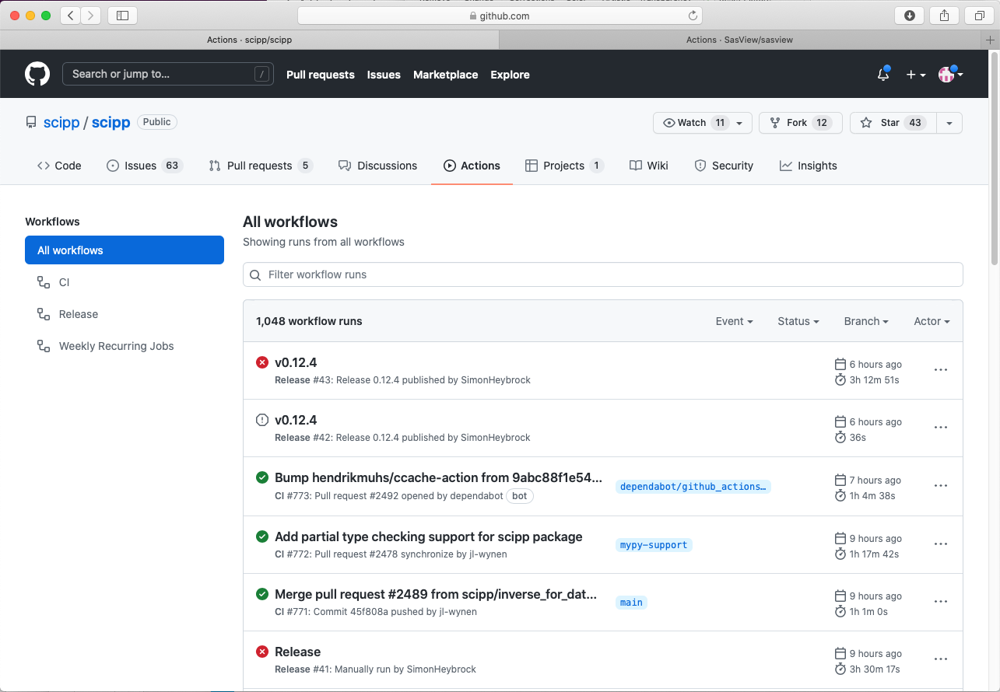 github.com
Actions · scipp/scipp
Actions · SasView/sasview
Search or jump to...
/
Pull requests
Issues
Marketplace
Explore
scipp / scipp
Public
Watch 11
Fork 12
Star 43
Code
Issues 63
Pull requests 5
Discussions
Actions
Projects 1
Wiki
Security
Insights
Workflows
All workflows
CI
Release
Weekly Recurring Jobs
All workflows
Showing runs from all workflows
Filter workflow runs
1,048 workflow runs
Event
Status
Branch
Actor
v0.12.4
Release #43: Release 0.12.4 published by SimonHeybrock
6 hours ago
3h 12m 51s
v0.12.4
Release #42: Release 0.12.4 published by SimonHeybrock
6 hours ago
36s
Bump hendrikmuhs/ccache-action from 9abc88f1e54...
CI #773: Pull request #2492 opened by dependabot bot
dependabot/github_actions…
7 hours ago
1h 4m 38s
Add partial type checking support for scipp package
CI #772: Pull request #2478 synchronize by jl-wynen
mypy-support
9 hours ago
1h 17m 42s
Merge pull request #2489 from scipp/inverse_for_dat...
CI #771: Commit 45f808a pushed by jl-wynen
main
9 hours ago
1h 1m 0s
Release
Release #41: Manually run by SimonHeybrock
9 hours ago
3h 30m 17s